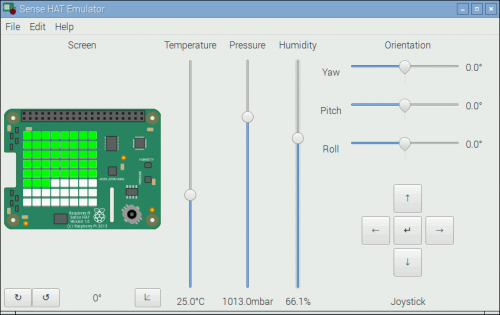 Sense HAT Emulator
File Edit Help
Screen Temperature Pressure Humidity Orientation
Yaw 0.0°
Pitch 0.0°
Roll 0.0°
Raspberry Pi
Sense HAT
Version 1.0
(C) Raspberry Pi 2015
↑
← ↵ →
↓
↻ ↺ 0° 25.0°C 1013.0mbar 66.1% Joystick